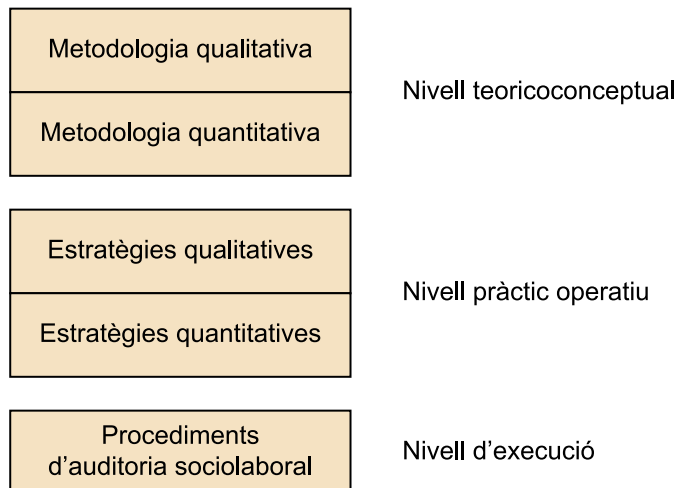 Metodologia qualitativa
Nivell teoricoconceptual
Metodologia quantitativa
Estratègies qualitatives
Nivell pràctic operatiu
Estratègies quantitatives
Procediments
d'auditoria sociolaboral
Nivell d'execució